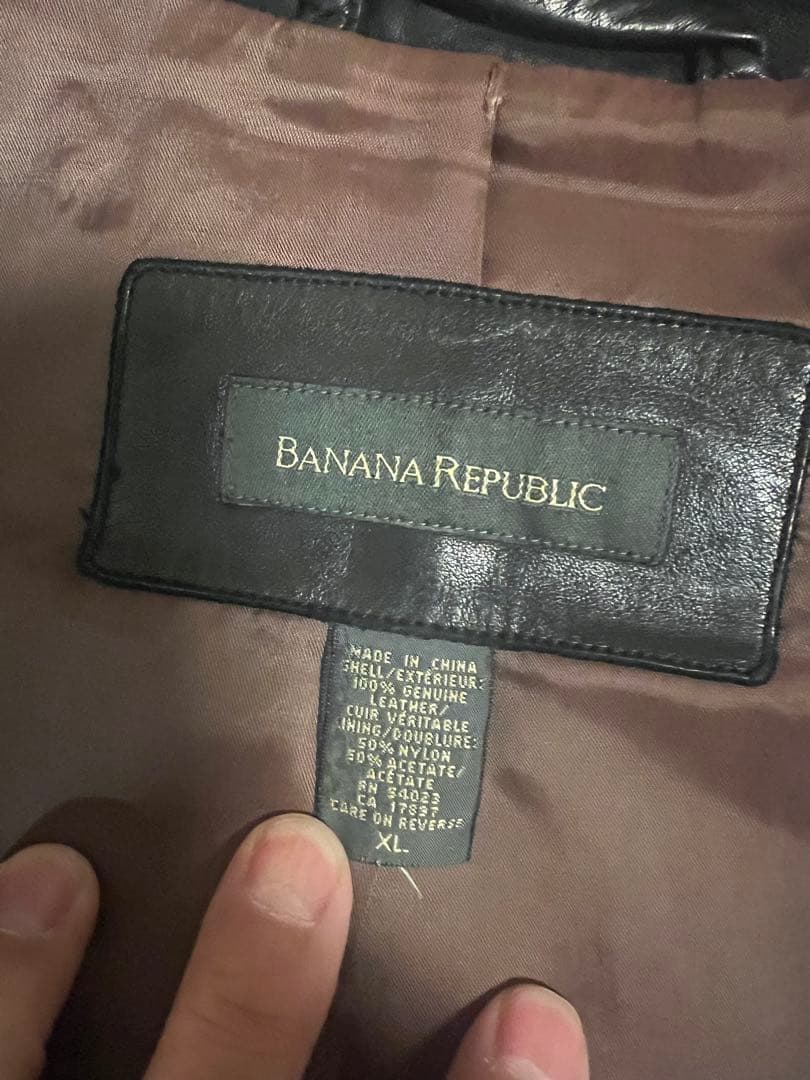 BANANA REPUBLIC
MADE IN CHINA
SHELL/EXTÉRIEUR:
100% GENUINE
LEATHER/
CUIR VÉRITABLE
LINING/DOUBLURE:
50% NYLON
50% ACETATE/
ACÉTATE
RN 54023
CA 17897
CARE ON REVERSE
XL